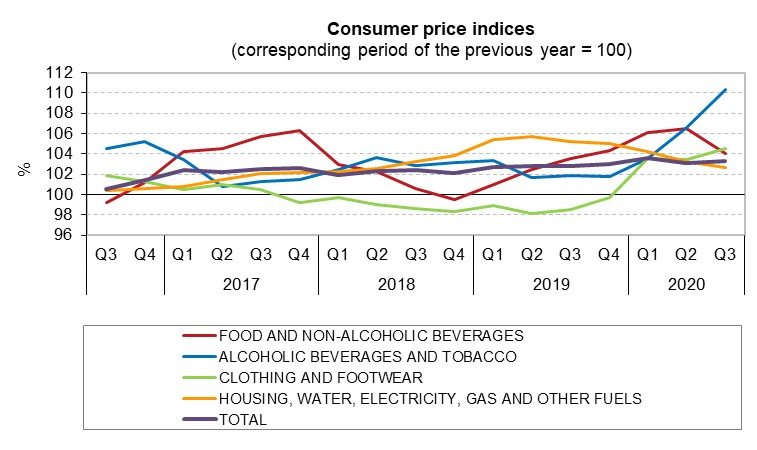 Consumer price indices
(corresponding period of the previous year = 100)
112
110
108
106
104
102
100
98
96
%
Q3 Q4 Q1 Q2 Q3 Q4 Q1 Q2 Q3 Q4 Q1 Q2 Q3 Q4 Q1 Q2 Q3
2017 2018 2019 2020
FOOD AND NON-ALCOHOLIC BEVERAGES
ALCOHOLIC BEVERAGES AND TOBACCO
CLOTHING AND FOOTWEAR
HOUSING, WATER, ELECTRICITY, GAS AND OTHER FUELS
TOTAL